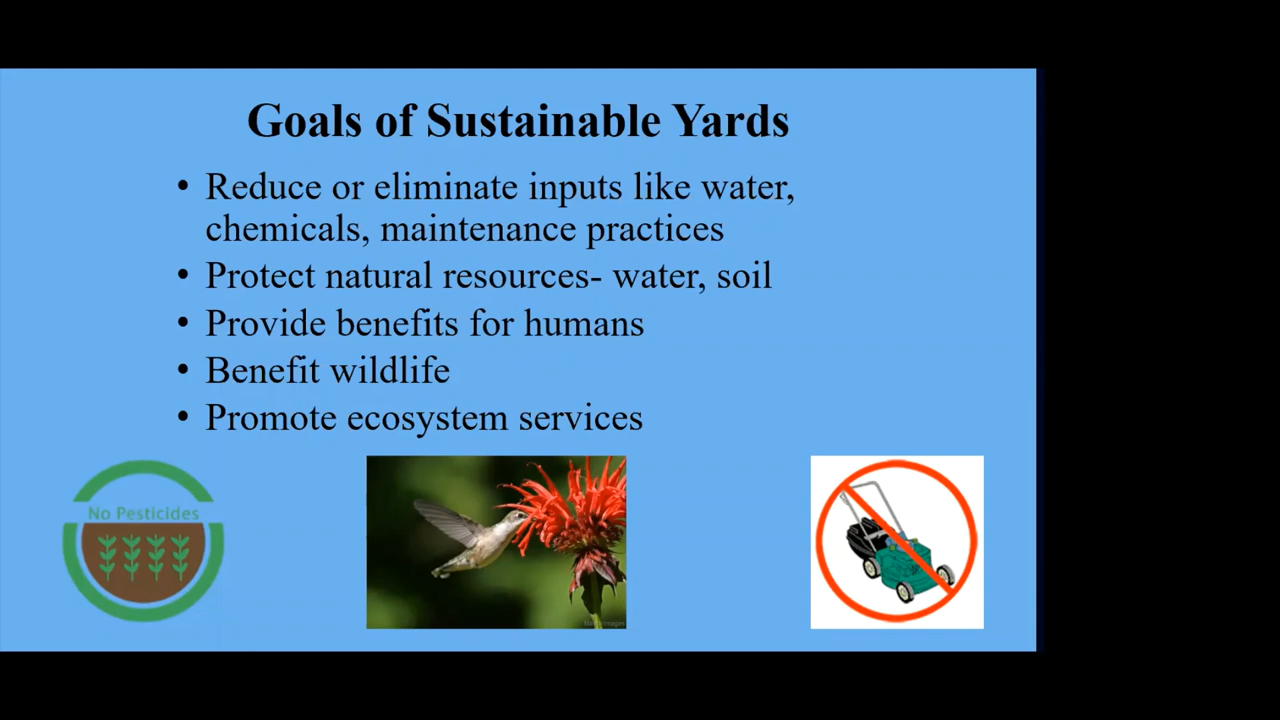 Goals of Sustainable Yards
• Reduce or eliminate inputs like water,
chemicals, maintenance practices
• Protect natural resources- water, soil
• Provide benefits for humans
• Benefit wildlife
• Promote ecosystem services
No Pesticides